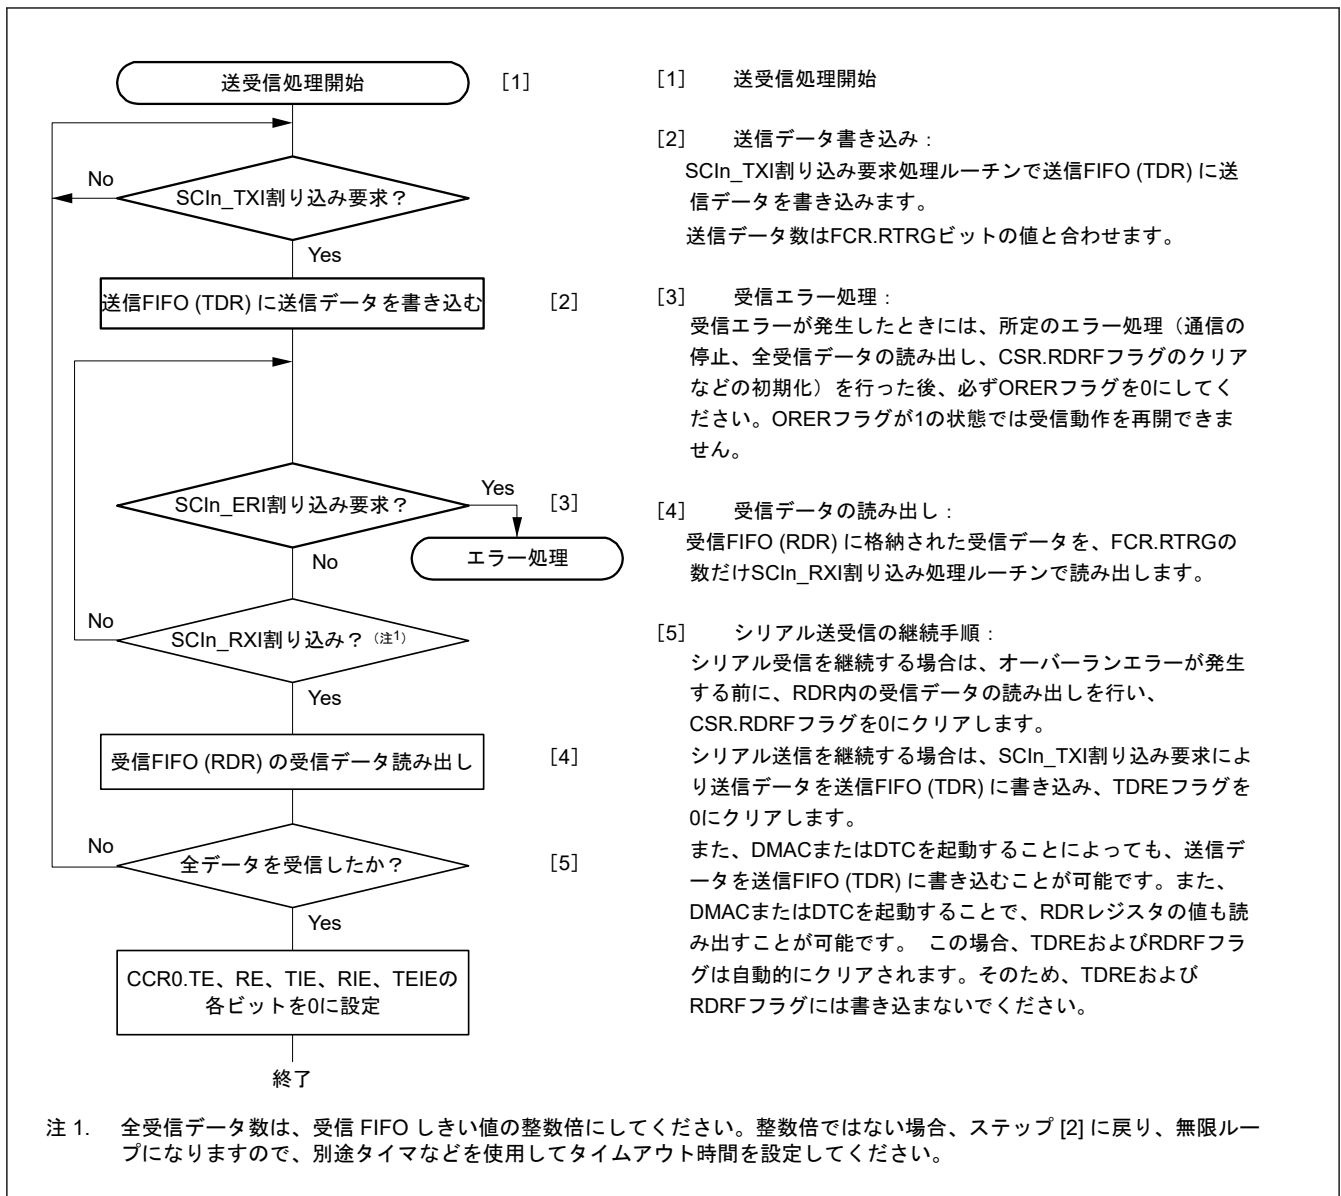 送受信処理開始
[1]
No
SCIn_TXI割り込み要求？
Yes
送信FIFO (TDR) に送信データを書き込む
[2]
SCIn_ERI割り込み要求？
Yes
[3]
エラー処理
No
No
SCIn_RXI割り込み？（注1）
Yes
受信FIFO (RDR) の受信データ読み出し
[4]
No
全データを受信したか？
[5]
Yes
CCR0.TE、RE、TIE、RIE、TEIEの
各ビットを0に設定
終了
[1] 送受信処理開始
[2] 送信データ書き込み：
SCIn_TXI割り込み要求処理ルーチンで送信FIFO (TDR) に送
信データを書き込みます。
送信データ数はFCR.RTRGビットの値と合わせます。
[3] 受信エラー処理：
受信エラーが発生したときには、所定のエラー処理（通信の
停止、全受信データの読み出し、CSR.RDRFフラグのクリア
などの初期化）を行った後、必ずORERフラグを0にしてく
ださい。ORERフラグが1の状態では受信動作を再開できま
せん。
[4] 受信データの読み出し：
受信FIFO (RDR) に格納された受信データを、FCR.RTRGの
数だけSCIn_RXI割り込み処理ルーチンで読み出します。
[5] シリアル送受信の継続手順：
シリアル受信を継続する場合は、オーバーランエラーが発生
する前に、RDR内の受信データの読み出しを行い、
CSR.RDRFフラグを0にクリアします。
シリアル送信を継続する場合は、SCIn_TXI割り込み要求によ
り送信データを送信FIFO (TDR) に書き込み、TDREフラグを
0にクリアします。
また、DMACまたはDTCを起動することによっても、送信デ
ータを送信FIFO (TDR) に書き込むことが可能です。また、
DMACまたはDTCを起動することで、RDRレジスタの値も読
み出すことが可能です。 この場合、TDREおよびRDRFフラ
グは自動的にクリアされます。そのため、TDREおよび
RDRFフラグには書き込まないでください。
注 1. 全受信データ数は、受信 FIFO しきい値の整数倍にしてください。整数倍ではない場合、ステップ [2] に戻り、無限ルー
プになりますので、別途タイマなどを使用してタイムアウト時間を設定してください。